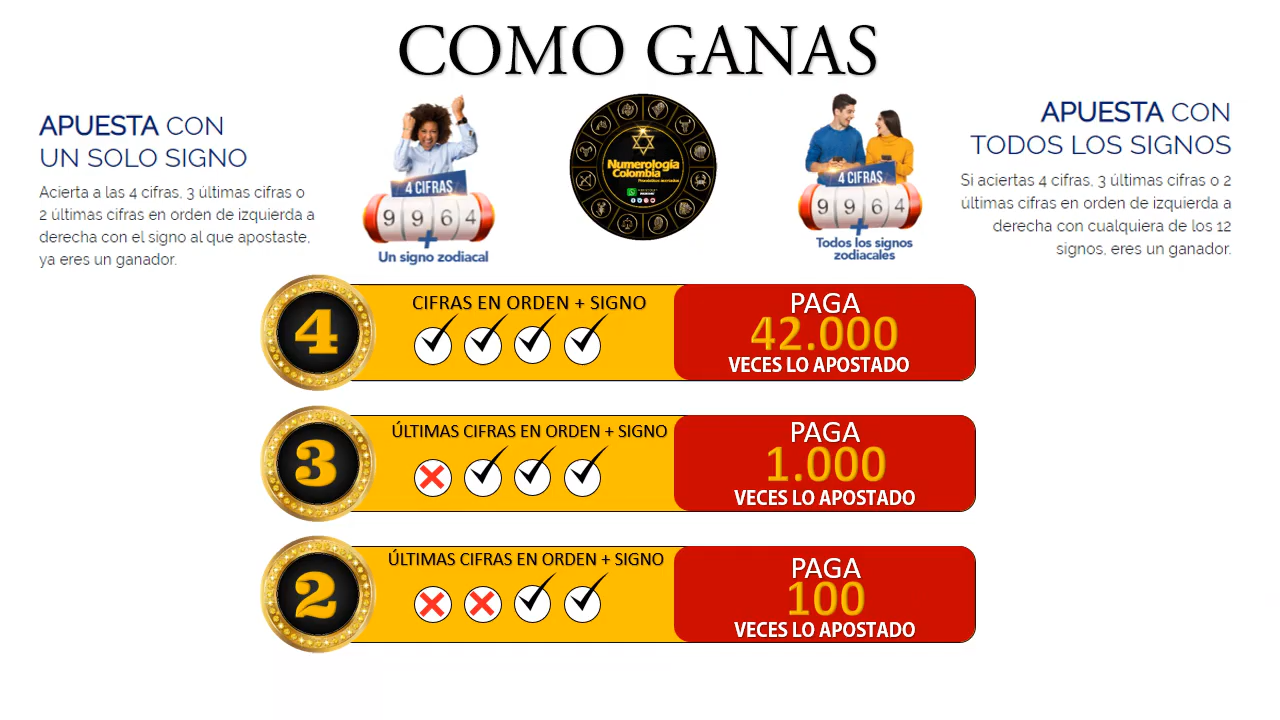 COMO GANAS
APUESTA CON
UN SOLO SIGNO
Acierta a las 4 cifras, 3 últimas cifras o
2 últimas cifras en orden de izquierda a
derecha con el signo al que apostaste,
ya eres un ganador.
4 CIFRAS
9 9 6 4
+
Un signo zodiacal
Numerología
Colombia
4 CIFRAS
9 9 6 4
+
Todos los signos
zodiacales
APUESTA CON
TODOS LOS SIGNOS
Si aciertas 4 cifras, 3 últimas cifras o 2
últimas cifras en orden de izquierda a
derecha con cualquiera de los 12
signos, eres un ganador.
4
CIFRAS EN ORDEN + SIGNO
PAGA
42.000
VECES LO APOSTADO
3
ÚLTIMAS CIFRAS EN ORDEN + SIGNO
PAGA
1.000
VECES LO APOSTADO
2
ÚLTIMAS CIFRAS EN ORDEN + SIGNO
PAGA
100
VECES LO APOSTADO